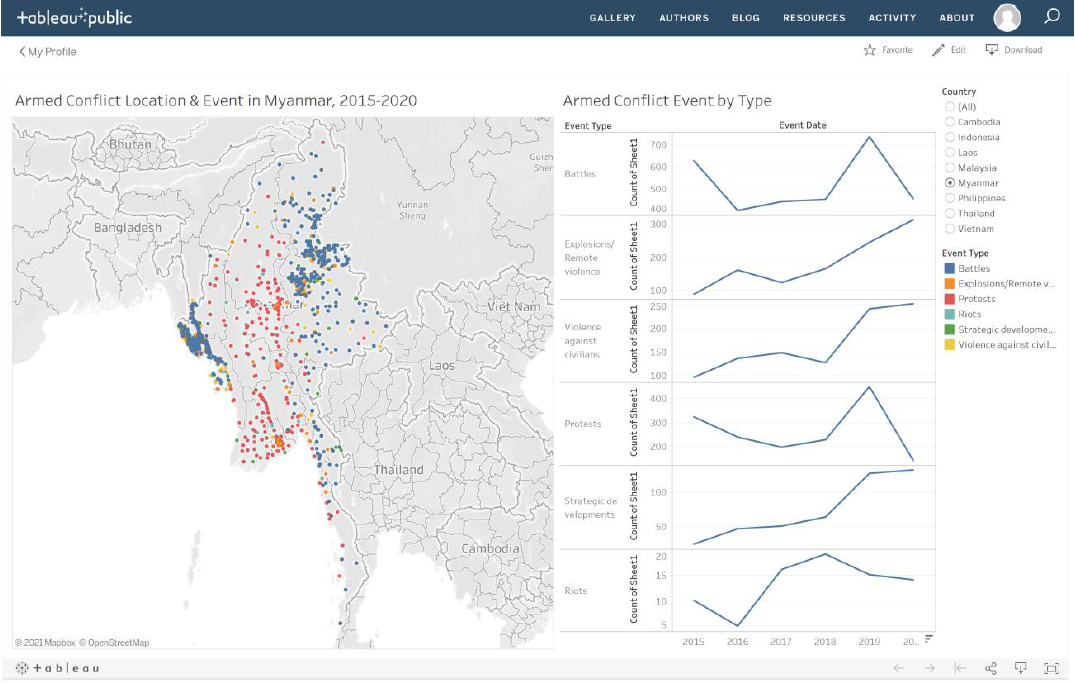 +ableau public
GALLERY AUTHORS BLOG RESOURCES ACTIVITY ABOUT
My Profile
Favorite Edit Download
Armed Conflict Location & Event in Myanmar, 2015-2020
Bhutan
Guizh
Sher
Yunnan
Sheng
Bangladesh
Viet Nam
Laos
Thailand
Cambodia
© 2021 Mapbox © OpenStreetMap
Armed Conflict Event by Type
Event Type
Event Date
Battles
Count of Sheet1
700
600
500
400
Explosions/
Remote
violence
Count of Sheet1
300
200
100
Violence
against
civilians
Count of Sheet1
250
200
150
100
Protests
Count of Sheet1
400
300
200
Strategic de
velopments
Count of Sheet1
100
50
Riots
Count of Sheet1
20
15
10
5
2015 2016 2017 2018 2019 20..
Country
(All)
Cambodia
Indonesia
Laos
Malaysia
Myanmar
Philippines
Thailand
Vietnam
Event Type
Battles
Explosions/Remote v...
Protests
Riots
Strategic developme...
Violence against civil...
+ a b | e a u